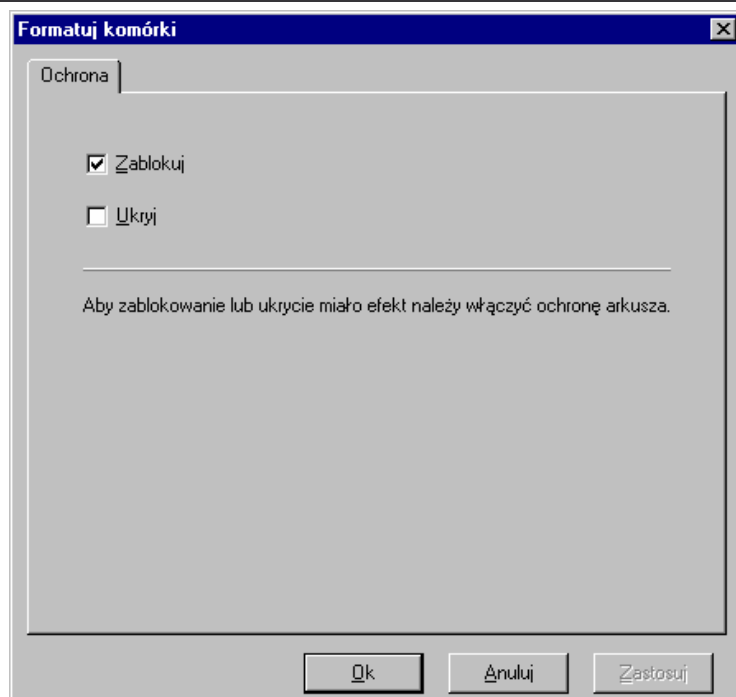 Formatuj komórki
Ochrona
Zablokuj
Ukryj
Aby zablokowanie lub ukrycie miało efekt należy włączyć ochronę arkusza.
Ok
Anuluj
Zastosuj